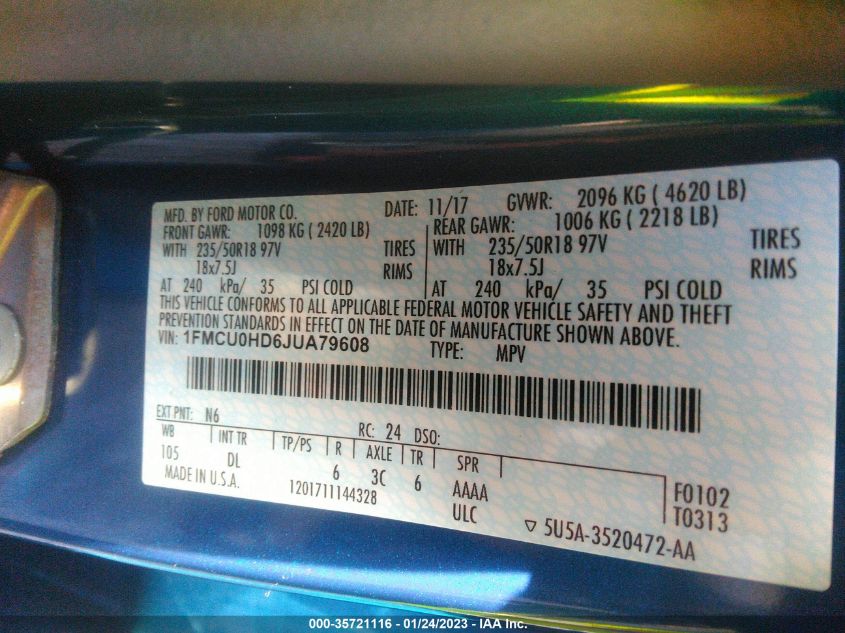 MFD. BY FORD MOTOR CO. DATE: 11/17 GVWR: 2096 KG ( 4620 LB)
FRONT GAWR: 1098 KG ( 2420 LB) REAR GAWR: 1006 KG ( 2218 LB)
WITH 235/50R18 97V TIRES WITH 235/50R18 97V TIRES
18x7.5J RIMS 18x7.5J RIMS
AT 240 kPa/ 35 PSI COLD AT 240 kPa/ 35 PSI COLD
THIS VEHICLE CONFORMS TO ALL APPLICABLE FEDERAL MOTOR VEHICLE SAFETY AND THEFT
PREVENTION STANDARDS IN EFFECT ON THE DATE OF MANUFACTURE SHOWN ABOVE.
VIN: 1FMCU0HD6JUA79608 TYPE: MPV
EXT PNT: N6 RC: 24 DSO:
WB INT TR TP/PS R AXLE TR SPR
105 DL 6 3C 6 AAAA F0102
MADE IN U.S.A. 1201711144328 ULC T0313
5U5A-3520472-AA
000-35721116 - 01/24/2023 - IAA Inc.